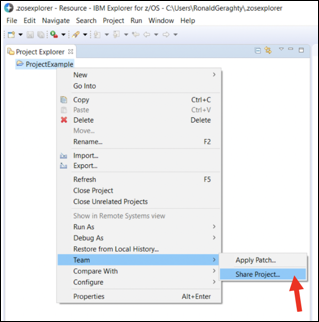 .zosexplorer - Resource - IBM Explorer for z/OS - C:\Users\RonaldGeraghty\.zosexplorer
File Edit Navigate Search Project Run Window Help
Project Explorer
ProjectExample
New
Go Into
Copy Ctrl+C
Paste Ctrl+V
Delete Delete
Move...
Rename... F2
Import...
Export...
Refresh F5
Close Project
Close Unrelated Projects
Show in Remote Systems view
Run As
Debug As
Restore from Local History...
Team
Apply Patch...
Compare With
Share Project...
Configure
Properties Alt+Enter